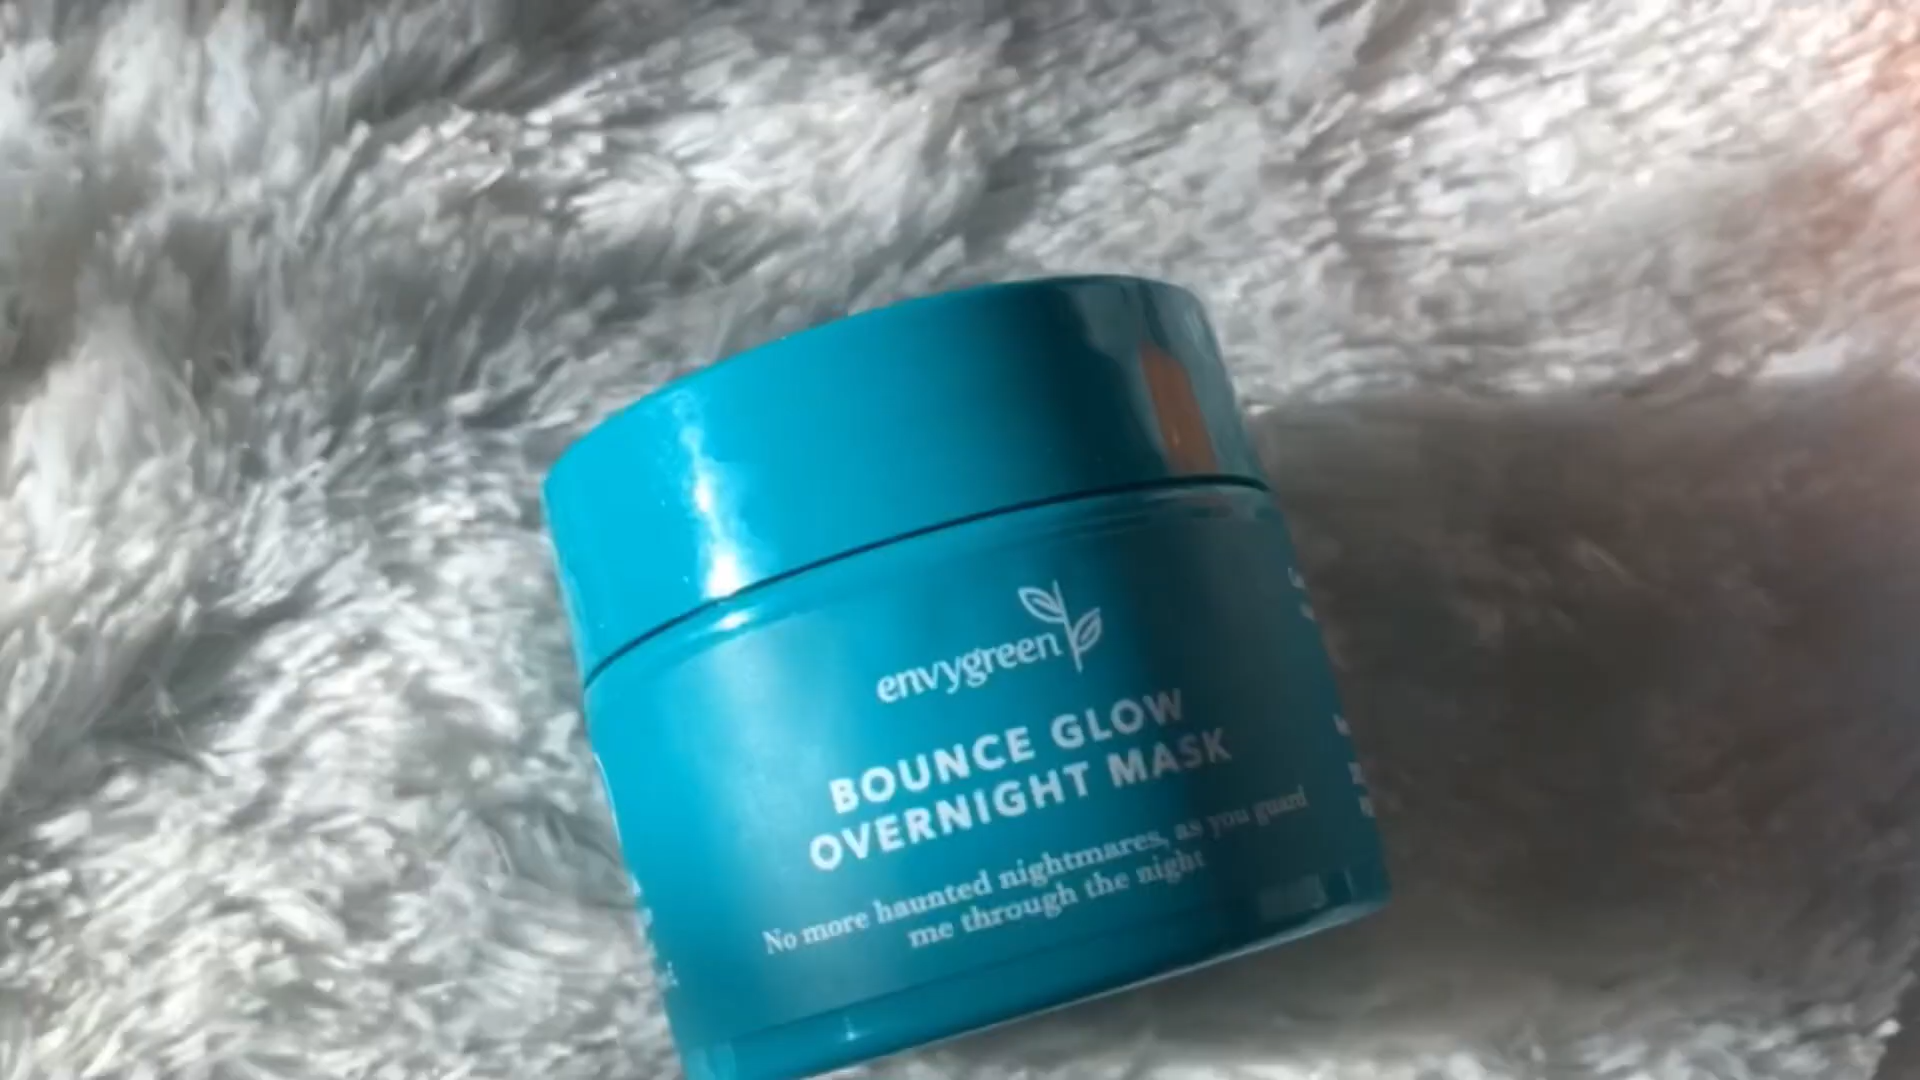 envygreen
BOUNCE GLOW
OVERNIGHT MASK
No more haunted nightmares, as you guard
me through the night